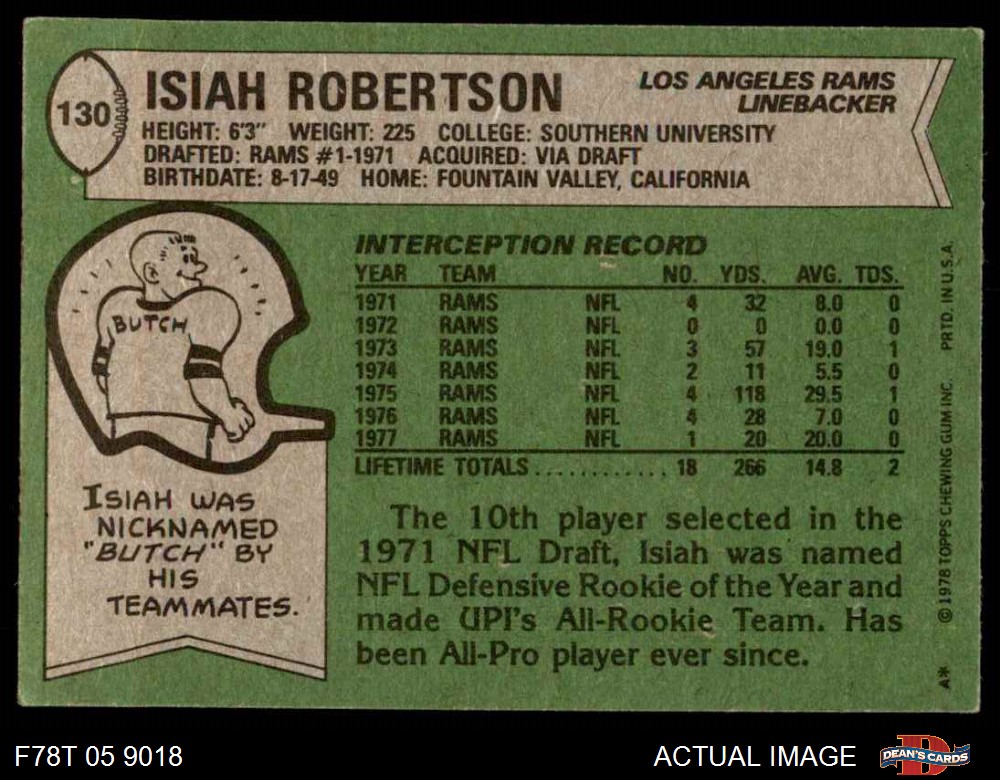 130
ISIAH ROBERTSON
LOS ANGELES RAMS
LINEBACKER
HEIGHT: 6'3" WEIGHT: 225 COLLEGE: SOUTHERN UNIVERSITY
DRAFTED: RAMS #1-1971 ACQUIRED: VIA DRAFT
BIRTHDATE: 8-17-49 HOME: FOUNTAIN VALLEY, CALIFORNIA
BUTCH
ISIAH WAS
NICKNAMED
"BUTCH" BY
HIS
TEAMMATES.
INTERCEPTION RECORD
YEAR TEAM NO. YDS. AVG. TDS.
1971 RAMS NFL 4 32 8.0 0
1972 RAMS NFL 0 0 0.0 0
1973 RAMS NFL 3 57 19.0 1
1974 RAMS NFL 2 11 5.5 0
1975 RAMS NFL 4 118 29.5 1
1976 RAMS NFL 4 28 7.0 0
1977 RAMS NFL 1 20 20.0 0
LIFETIME TOTALS............ 18 266 14.8 2
The 10th player selected in the
1971 NFL Draft, Isiah was named
NFL Defensive Rookie of the Year and
made UPI's All-Rookie Team. Has
been All-Pro player ever since.
A* ©1978 TOPPS CHEWING GUM INC. PRTD. IN U.S.A.
F78T 05 9018
ACTUAL IMAGE
D
DEAN'S CARDS